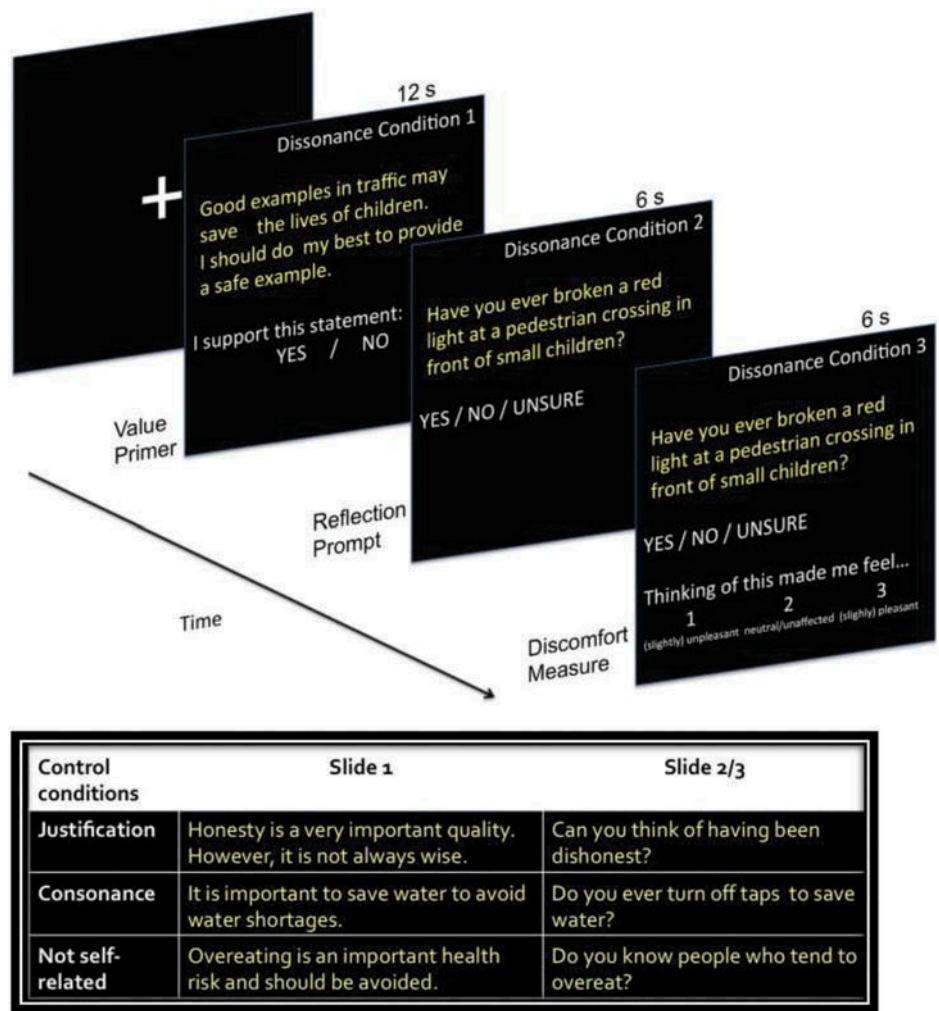 +
12 s
Dissonance Condition 1
Good examples in traffic may
save the lives of children.
I should do my best to provide
a safe example.
I support this statement:
YES / NO
Value
Primer
6 s
Dissonance Condition 2
Have you ever broken a red
light at a pedestrian crossing in
front of small children?
YES / NO / UNSURE
Reflection
Prompt
6 s
Dissonance Condition 3
Have you ever broken a red
light at a pedestrian crossing in
front of small children?
YES / NO / UNSURE
Thinking of this made me feel...
1 2 3
(slightly) unpleasant neutral/unaffected (slighly) pleasant
Discomfort
Measure
Time
Control
conditions
Slide 1
Slide 2/3
Justification
Honesty is a very important quality.
However, it is not always wise.
Can you think of having been
dishonest?
Consonance
It is important to save water to avoid
water shortages.
Do you ever turn off taps to save
water?
Not self-
related
Overeating is an important health
risk and should be avoided.
Do you know people who tend to
overeat?